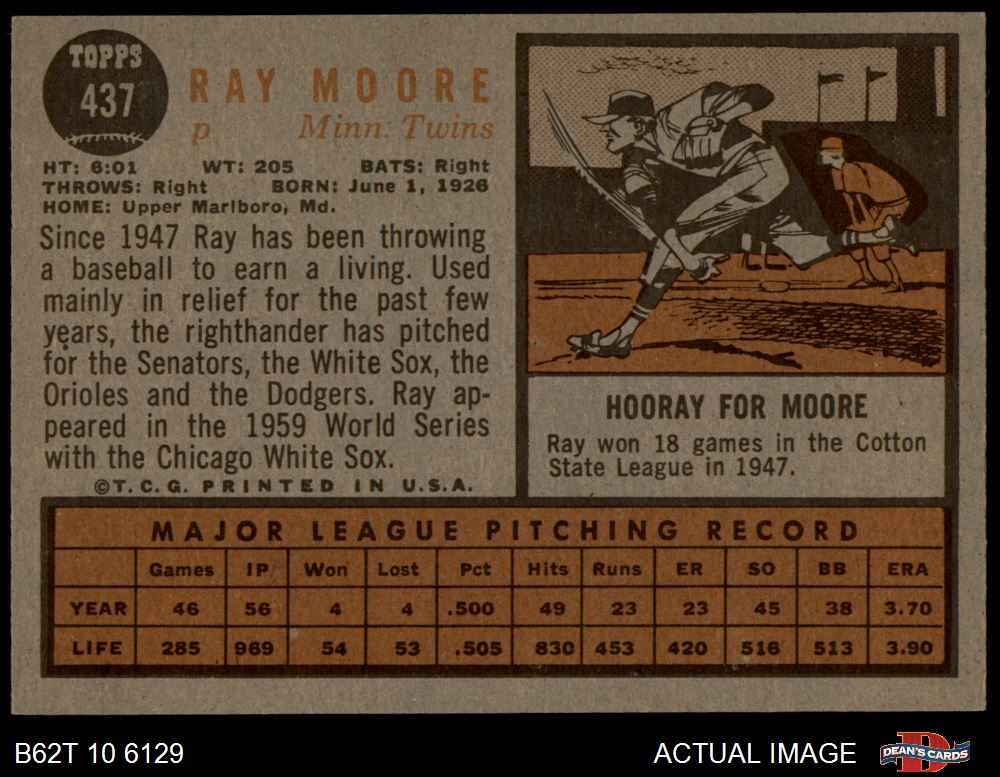 TOPPS
437
RAY MOORE
p Minn. Twins
HT: 6:01 WT: 205 BATS: Right
THROWS: Right BORN: June 1, 1926
HOME: Upper Marlboro, Md.
Since 1947 Ray has been throwing
a baseball to earn a living. Used
mainly in relief for the past few
years, the righthander has pitched
for the Senators, the White Sox, the
Orioles and the Dodgers. Ray ap-
peared in the 1959 World Series
with the Chicago White Sox.
©T.C.G. PRINTED IN U.S.A.
HOORAY FOR MOORE
Ray won 18 games in the Cotton
State League in 1947.
MAJOR LEAGUE PITCHING RECORD
Games IP Won Lost Pct Hits Runs ER SO BB ERA
YEAR 46 56 4 4 .500 49 23 23 45 38 3.70
LIFE 285 969 54 53 .505 830 453 420 516 513 3.90
B62T 10 6129 ACTUAL IMAGE DEAN'S CARDS